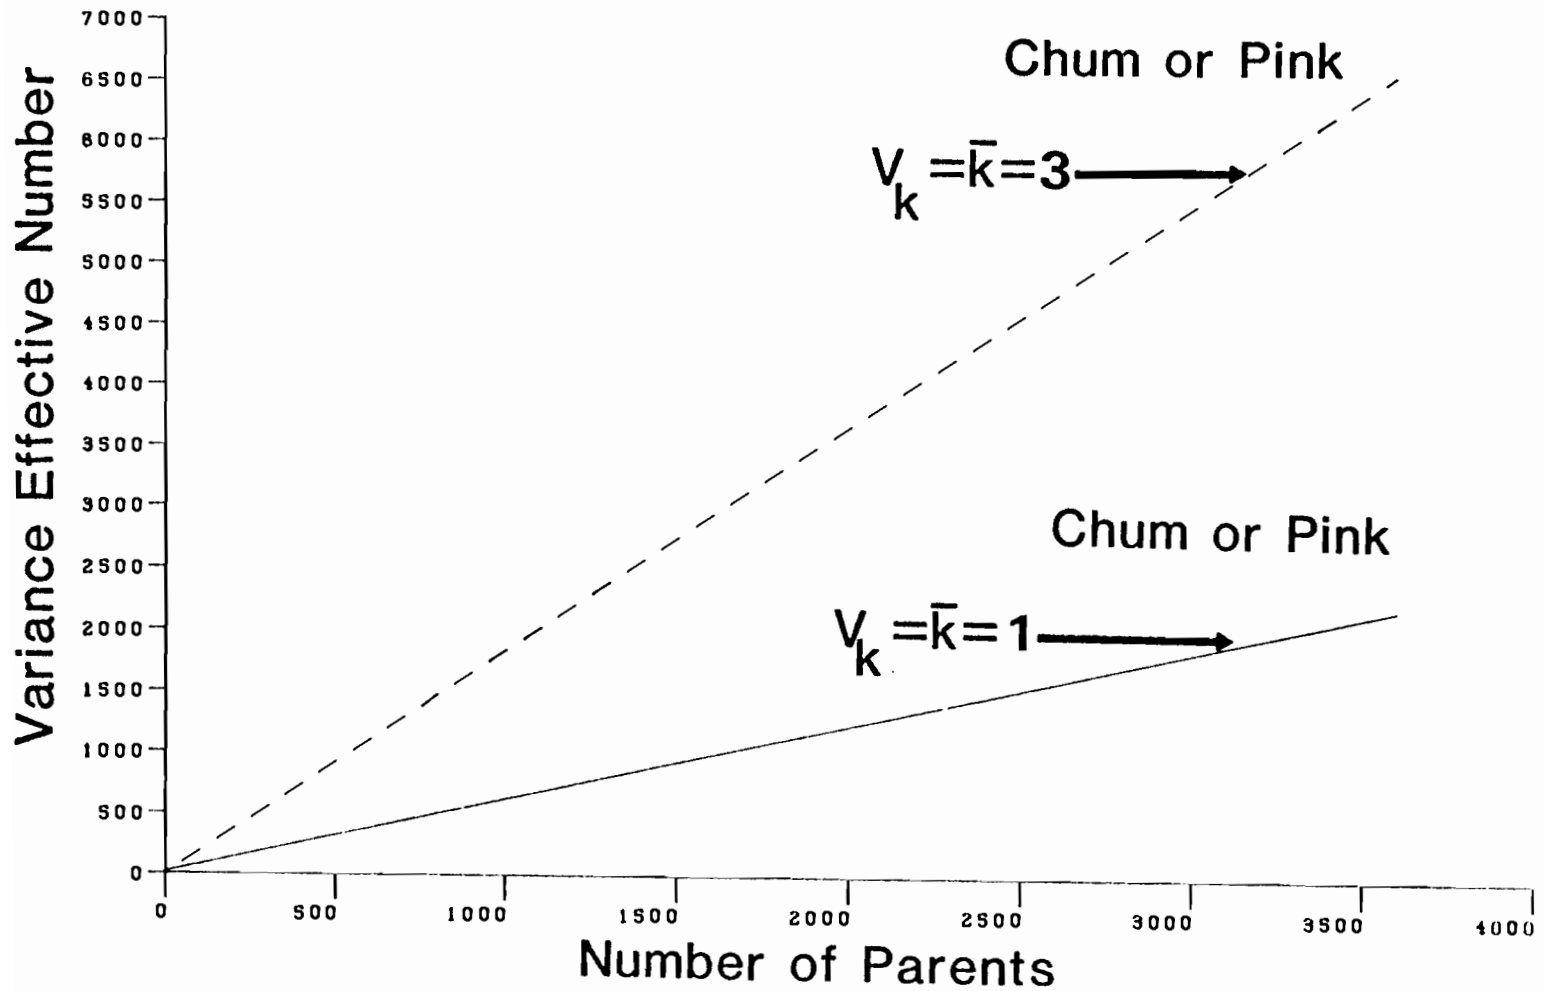 7000
6500
6000
5500
5000
4500
4000
3500
3000
2500
2000
1500
1000
500
0
Variance Effective Number
Chum or Pink
V_k = k̄ = 3
Chum or Pink
V_k = k̄ = 1
0 500 1000 1500 2000 2500 3000 3500 4000
Number of Parents